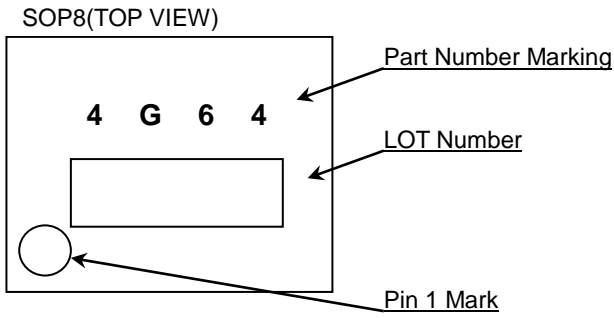 SOP8(TOP VIEW)
Part Number Marking
4 G 6 4
LOT Number
Pin 1 Mark